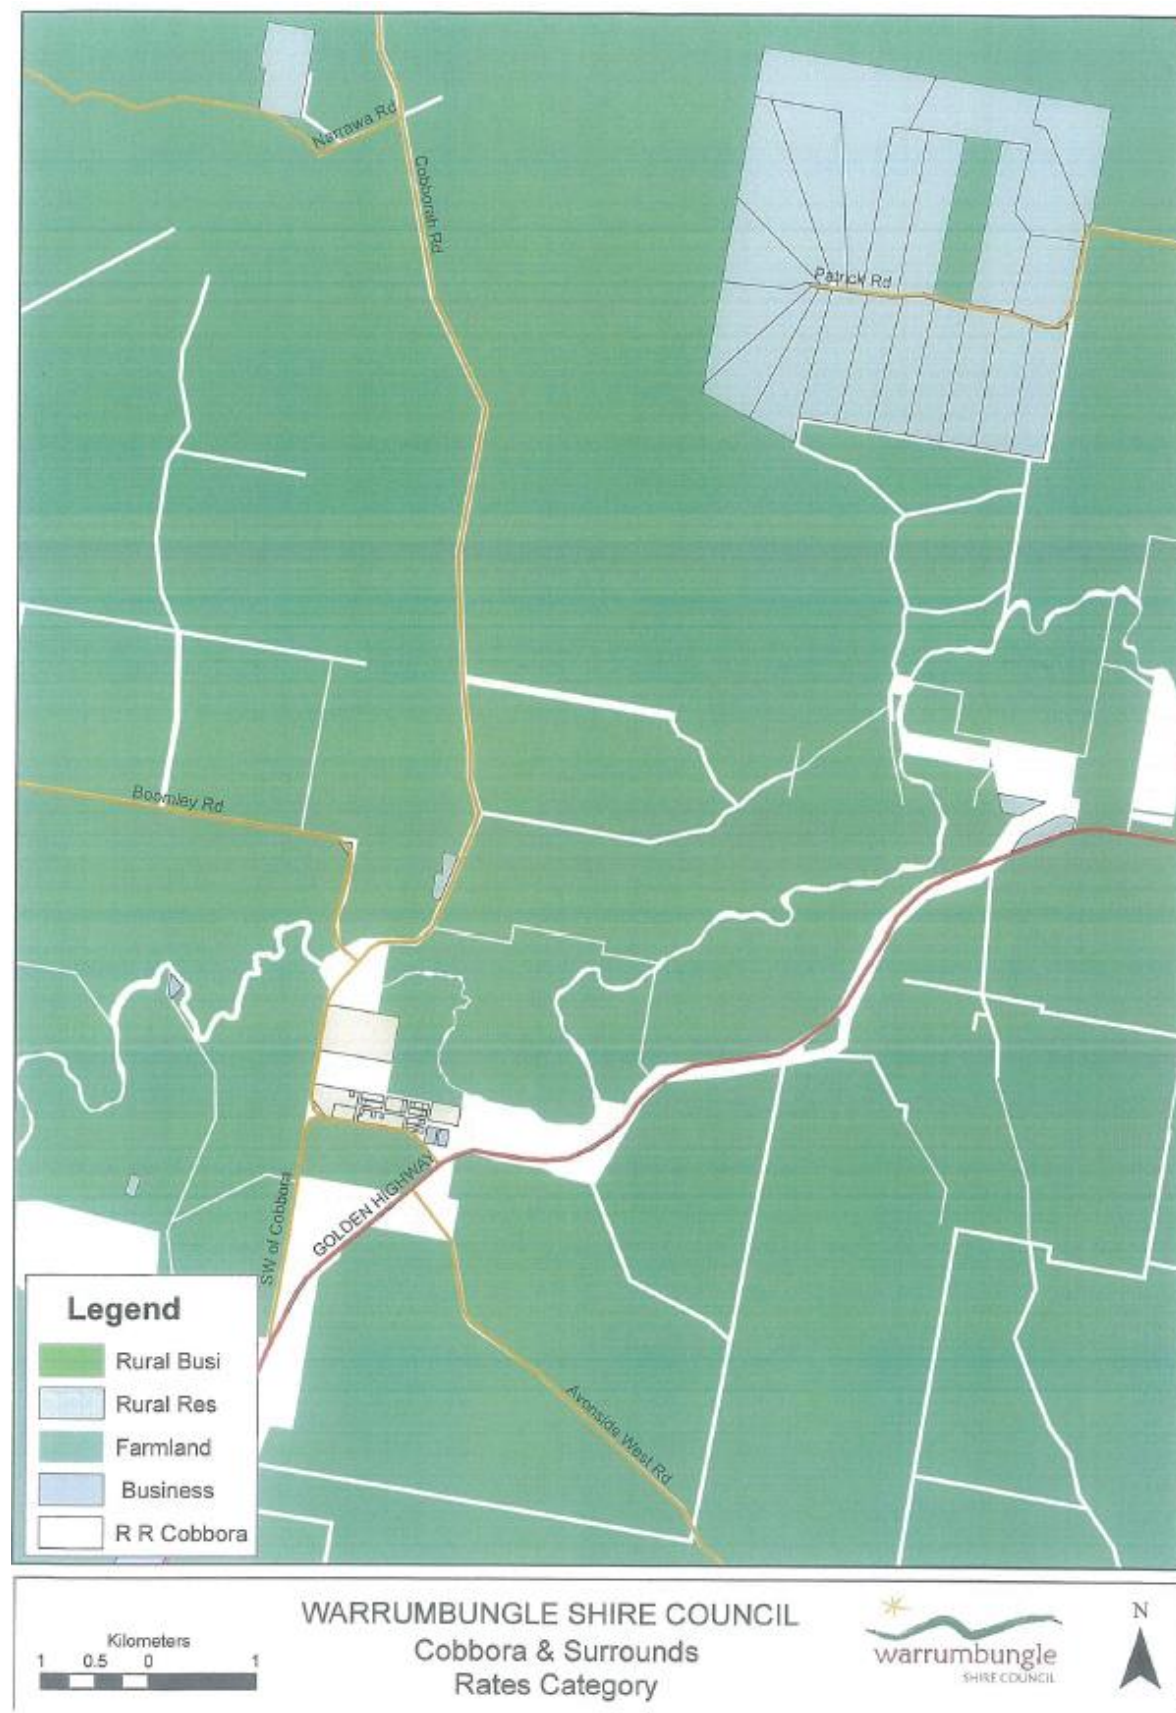 Narrawa Rd
Cobborah Rd
Patrick Rd
Boomley Rd
SW of Cobbora
GOLDEN HIGHWAY
Avonside West Rd
Legend
Rural Busi
Rural Res
Farmland
Business
R R Cobbora
Kilometers
1 0.5 0 1
WARRUMBUNGLE SHIRE COUNCIL
Cobbora & Surrounds
Rates Category
warrumbungle
SHIRE COUNCIL
N